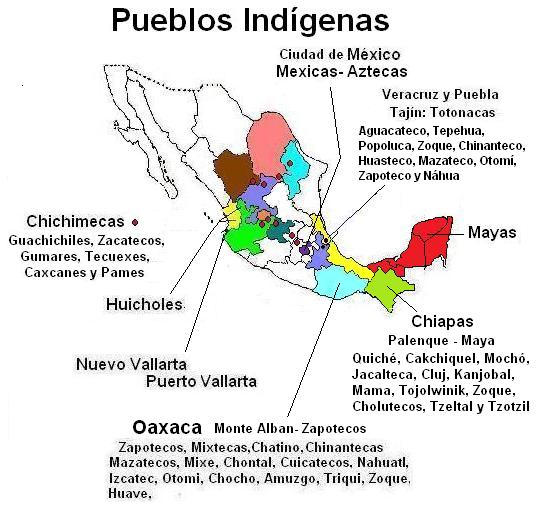 Pueblos Indígenas
Ciudad de México
Mexicas- Aztecas
Veracruz y Puebla
Tajín: Totonacas
Aguacateco, Tepehua,
Popoluca, Zoque, Chinanteco,
Huasteco, Mazateco, Otomí,
Zapoteco y Náhua
Chichimecas
Guachichiles, Zacatecos,
Gumares, Tecuexes,
Caxcanes y Pames
Mayas
Huicholes
Chiapas
Palenque - Maya
Quiché, Cakchiquel, Mochó,
Jacalteca, Cluj, Kanjobal,
Mama, Tojolwinik, Zoque,
Cholutecos, Tzeltal y Tzotzil
Nuevo Vallarta
Puerto Vallarta
Oaxaca Monte Alban- Zapotecos
Zapotecos, Mixtecas,Chatino,Chinantecas
Mazatecos, Mixe, Chontal, Cuicatecos, Nahuatl,
Izcatec, Otomi, Chocho, Amuzgo, Triqui, Zoque,
Huave,